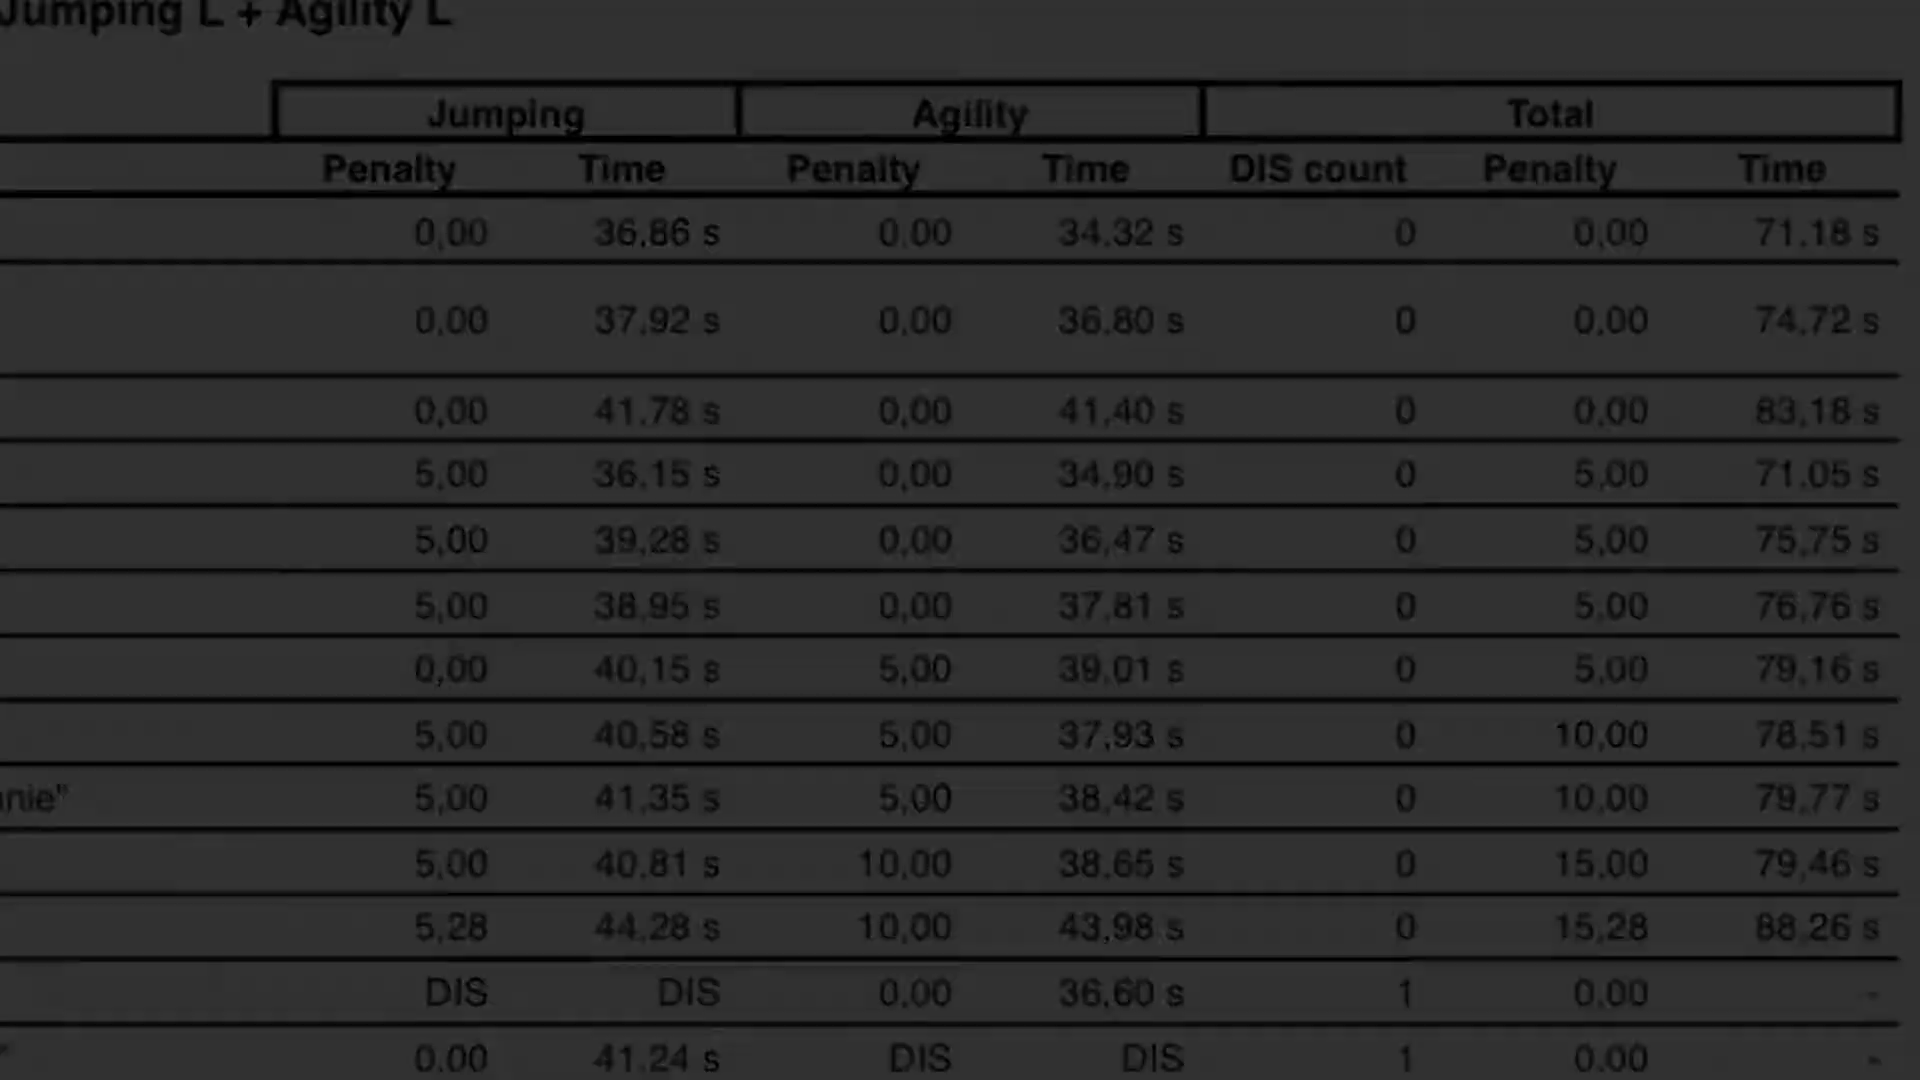 Jumping L + Agility L
Jumping Agility Total
Penalty Time Penalty Time DIS count Penalty Time
0,00 36,86 s 0,00 34,32 s 0 0,00 71,18 s
0,00 37,92 s 0,00 36,80 s 0 0,00 74,72 s
0,00 41,78 s 0,00 41,40 s 0 0,00 83,18 s
5,00 36,15 s 0,00 34,90 s 0 5,00 71,05 s
5,00 39,28 s 0,00 36,47 s 0 5,00 75,75 s
5,00 38,95 s 0,00 37,81 s 0 5,00 76,76 s
0,00 40,15 s 5,00 39,01 s 0 5,00 79,16 s
5,00 40,58 s 5,00 37,93 s 0 10,00 78,51 s
nie" 5,00 41,35 s 5,00 38,42 s 0 10,00 79,77 s
5,00 40,81 s 10,00 38,65 s 0 15,00 79,46 s
5,28 44,28 s 10,00 43,98 s 0 15,28 88,26 s
DIS DIS 0,00 36,60 s 1 0,00 -
0,00 41,24 s DIS DIS 1 0,00 -